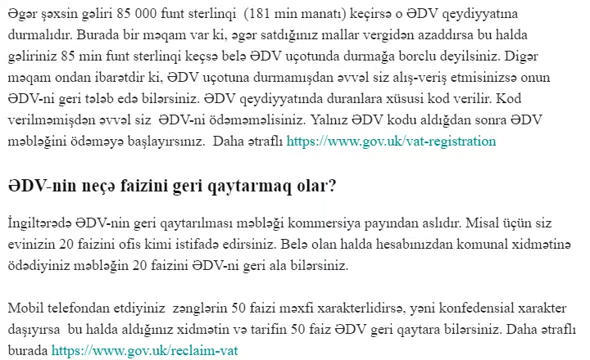 Əgər şəxsin gəliri 85 000 funt sterlinqi  (181 min manatı) keçirsə o ƏDV qeydiyyatına
durmalıdır. Burada bir məqam var ki, əgər satdığınız mallar vergidən azaddırsa bu halda
gəliriniz 85 min funt sterlinqi keçsə belə ƏDV uçotunda durmağa borclu deyilsiniz. Digər
məqam ondan ibarətdir ki, ƏDV uçotuna durmamışdan əvvəl siz alış-veriş etmisinizsə onun
ƏDV-ni geri tələb edə bilərsiniz. ƏDV qeydiyyatında duranlara xüsusi kod verilir. Kod
verilməmişdən əvvəl siz  ƏDV-ni ödəməməlisiniz. Yalnız ƏDV kodu aldığdan sonra ƏDV
məbləğini ödəməyə başlayırsınız.  Daha ətraflı https://www.gov.uk/vat-registration
ƏDV-nin neçə faizini geri qaytarmaq olar?
İngiltərədə ƏDV-nin geri qaytarılması məbləği kommersiya payından aslıdır. Misal üçün siz
evinizin 20 faizini ofis kimi istifadə edirsiniz. Belə olan halda hesabınızdan komunal xidmətinə
ödədiyiniz məbləğin 20 faizini ƏDV-ni geri ala bilərsiniz.
Mobil telefondan etdiyiniz  zənglərin 50 faizi məxfi xarakterlidirsə, yəni konfedensial xarakter
daşıyırsa  bu halda aldığınız xidmətin və tarifin 50 faiz ƏDV geri qaytara bilərsiniz. Daha ətraflı
burada https://www.gov.uk/reclaim-vat